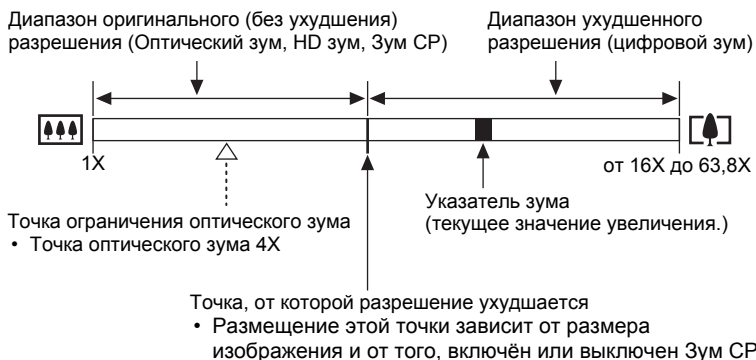 Диапазон оригинального (без ухудшения)
разрешения (Оптический зум, HD зум, Зум СР)
Диапазон ухудшенного
разрешения (цифровой зум)
1X
от 16X до 63,8X
Точка ограничения оптического зума
• Точка оптического зума 4X
Указатель зума
(текущее значение увеличения.)
Точка, от которой разрешение ухудшается
• Размещение этой точки зависит от размера
изображения и от того, включён или выключен Зум СР.